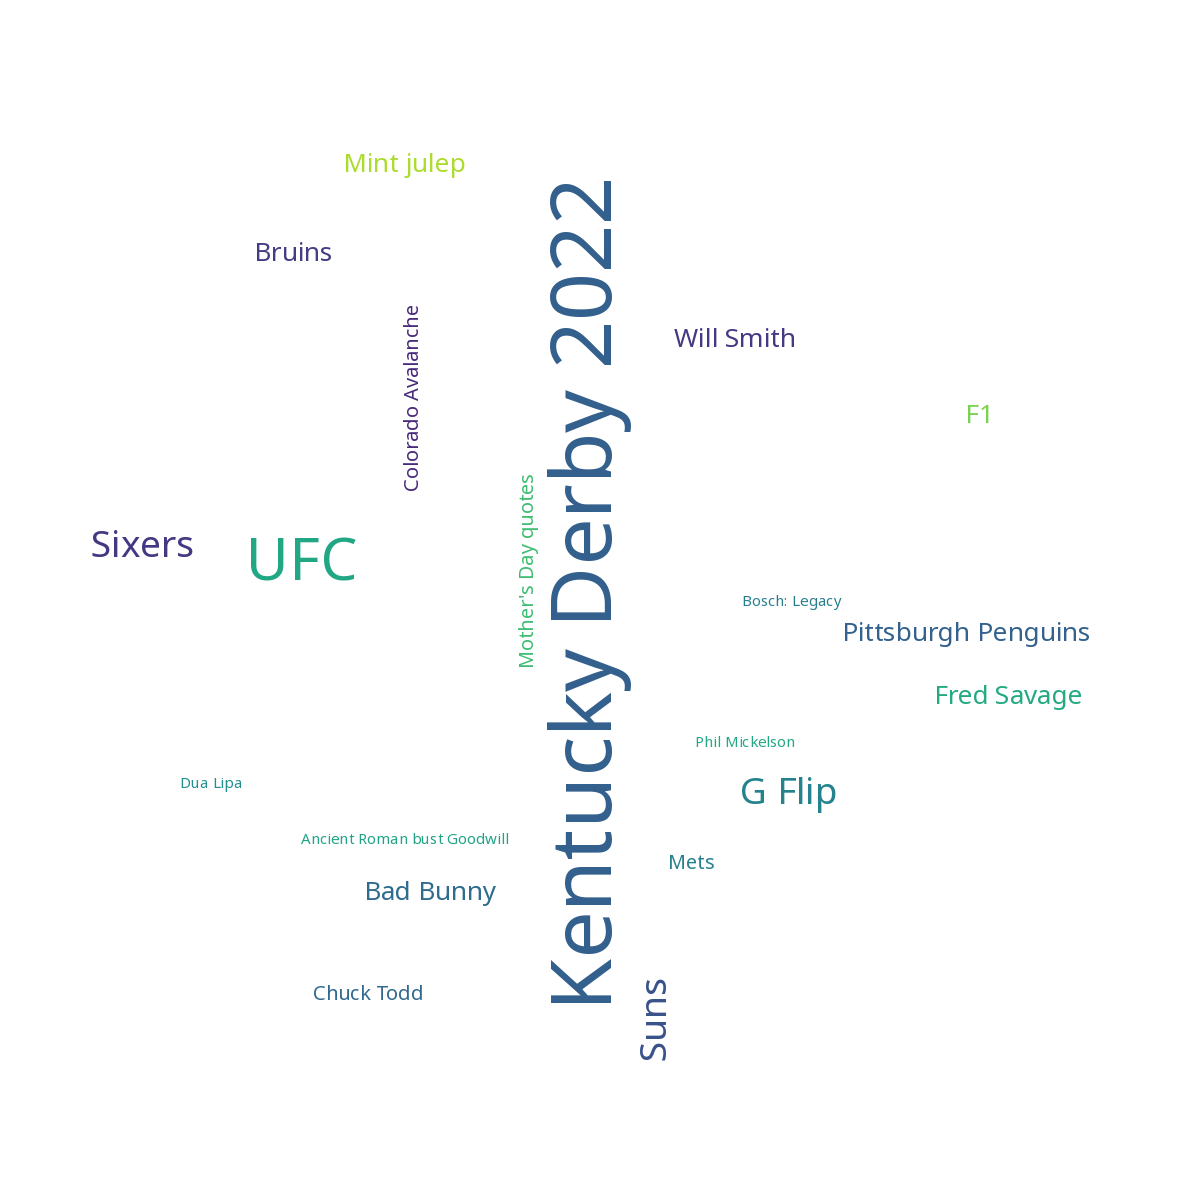 Mint julep
Bruins
Kentucky Derby 2022
Colorado Avalanche
Will Smith
F1
Mother's Day quotes
Sixers
UFC
Bosch: Legacy
Pittsburgh Penguins
Fred Savage
Phil Mickelson
Dua Lipa
G Flip
Ancient Roman bust Goodwill
Mets
Bad Bunny
Suns
Chuck Todd